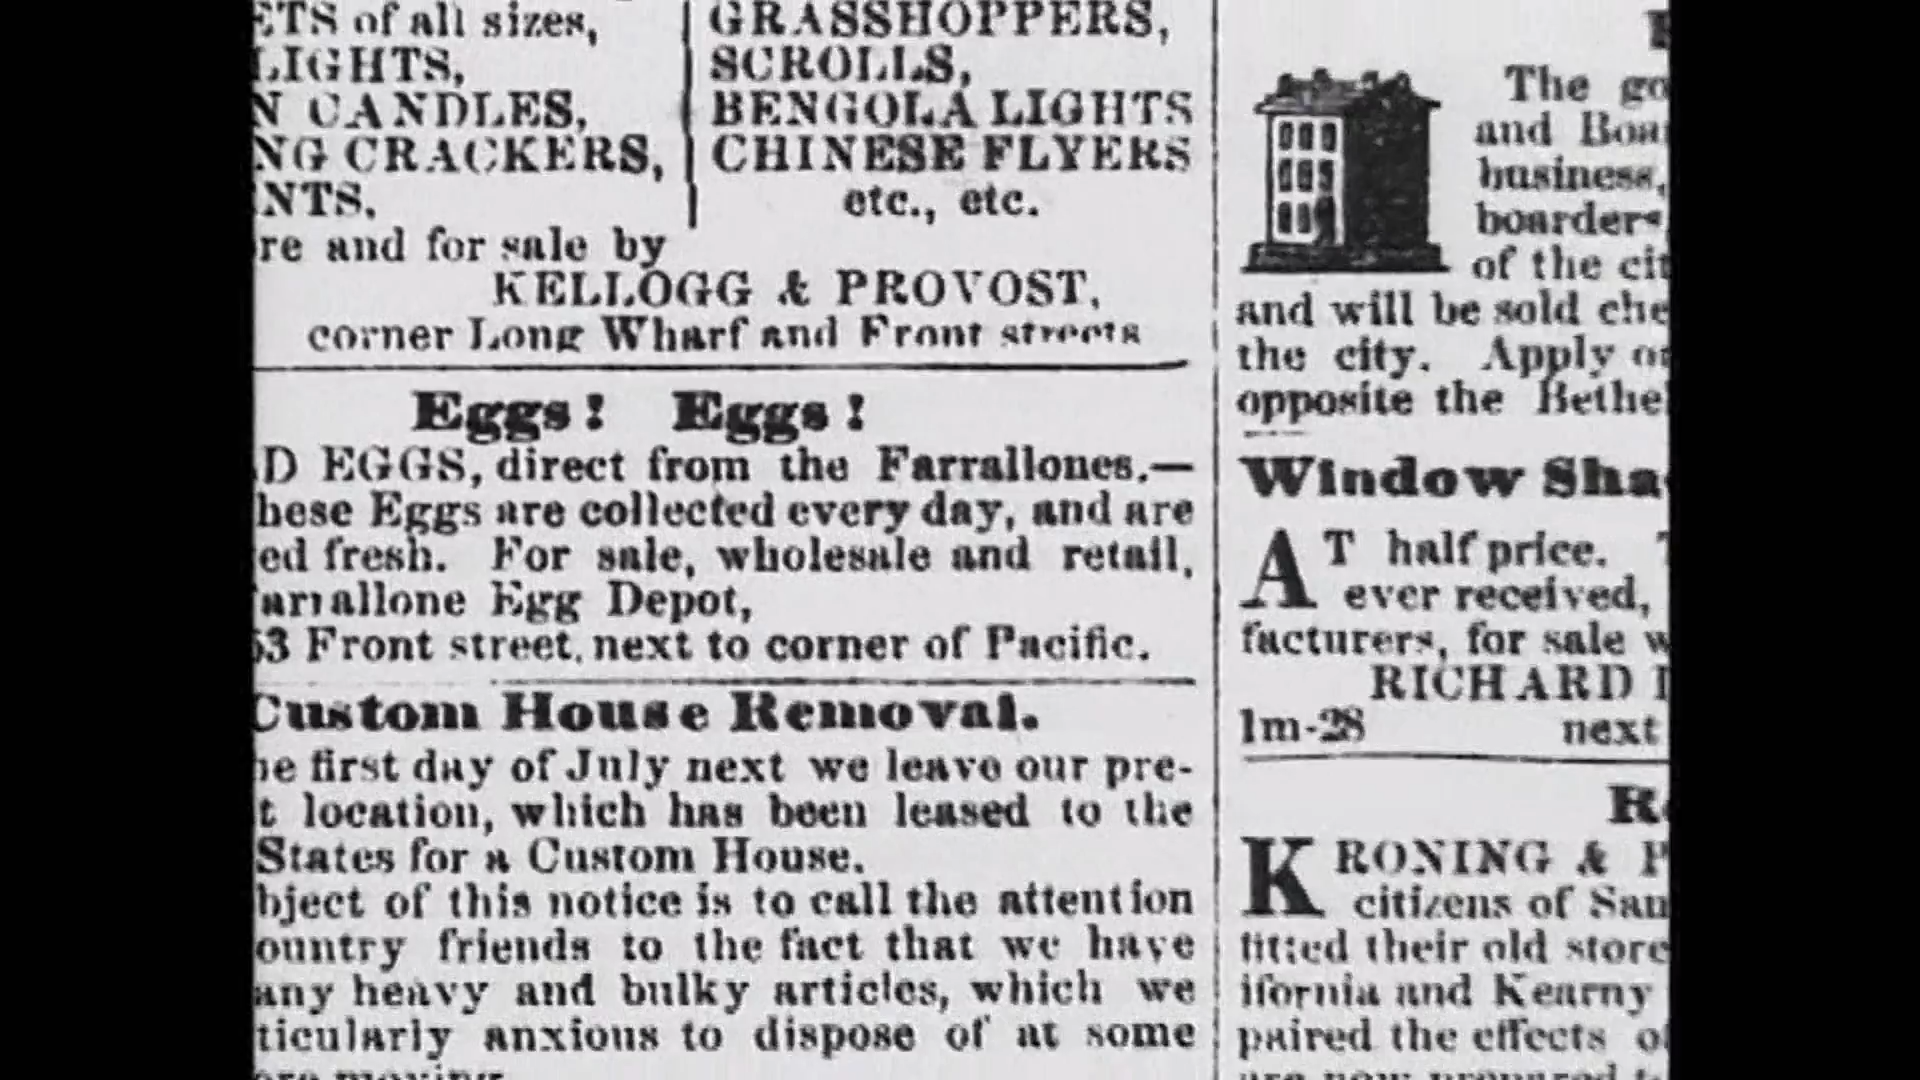 ETS of all sizes,
LIGHTS,
N CANDLES,
NG CRACKERS,
NTS.
GRASSHOPPERS,
SCROLLS,
BENGOLA LIGHTS
CHINESE FLYERS
etc., etc.
re and for sale by
KELLOGG & PROVOST,
corner Long Wharf and Front streets
Eggs! Eggs!
D EGGS, direct from the Farrallones.—
hese Eggs are collected every day, and are
ed fresh. For sale, wholesale and retail,
arrallone Egg Depot,
53 Front street, next to corner of Pacific.
Custom House Removal.
he first day of July next we leave our pre-
t location, which has been leased to the
States for a Custom House.
bject of this notice is to call the attention
ountry friends to the fact that we have
any heavy and bulky articles, which we
ticularly anxious to dispose of at some
The go
and Boar
business,
boarders
of the cit
and will be sold che
the city. Apply on
opposite the Bethel
Window Sha
AT half price.
ever received,
facturers, for sale w
RICHARD
1m-28 next
KRONING & P
citizens of San
fitted their old store
ifornia and Kearny
paired the effects of